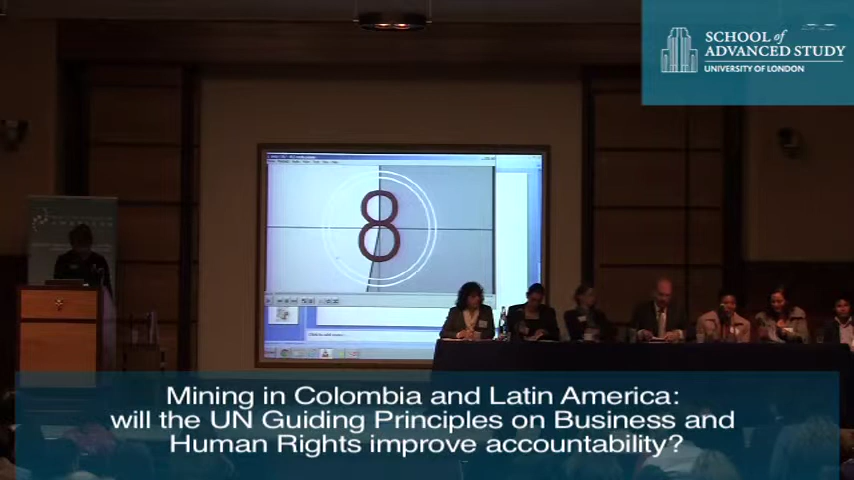 SCHOOL of
ADVANCED STUDY
UNIVERSITY OF LONDON
8
Mining in Colombia and Latin America:
will the UN Guiding Principles on Business and
Human Rights improve accountability?